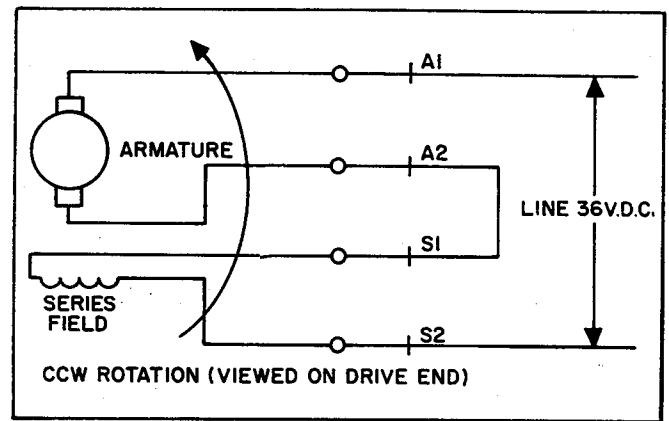 A1
ARMATURE
A2
LINE 36V.D.C.
S1
SERIES
FIELD
S2
CCW ROTATION (VIEWED ON DRIVE END)